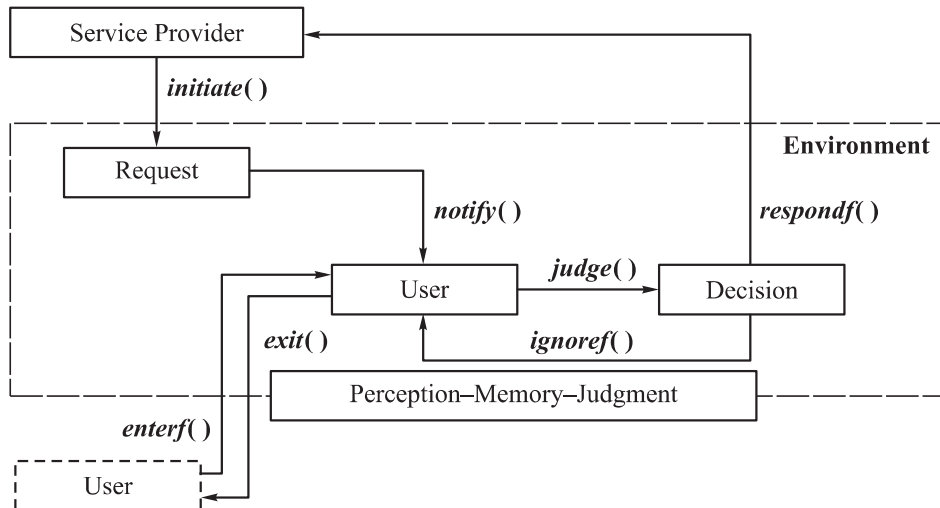 Service Provider
initiate( )
Environment
Request
notify( )
respondf( )
judge( )
User
Decision
exit( )
ignoref( )
Perception–Memory–Judgment
enterf( )
User